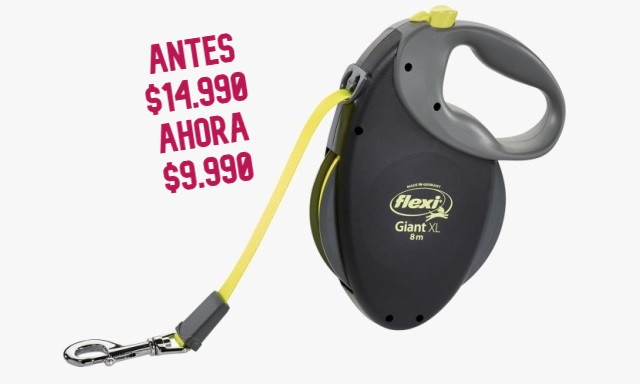 ANTES
$14.990
AHORA
$9.990
MADE IN GERMANY
flexi
Giant XL
8 m